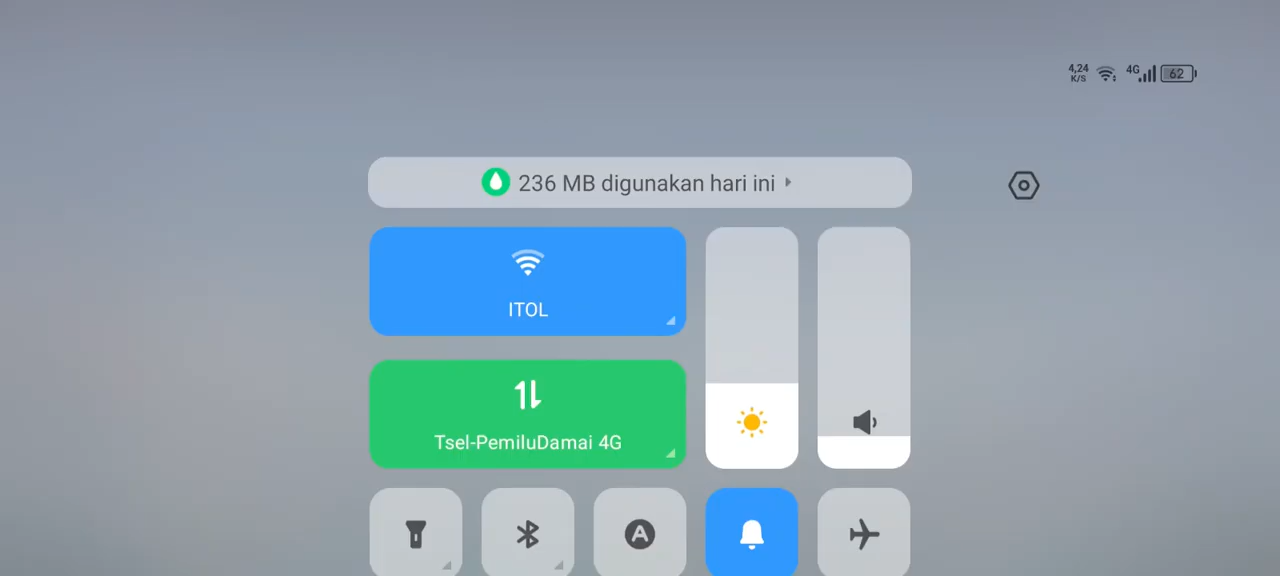 4,24
K/S
4G
62
236 MB digunakan hari ini
ITOL
Tsel-PemiluDamai 4G
A